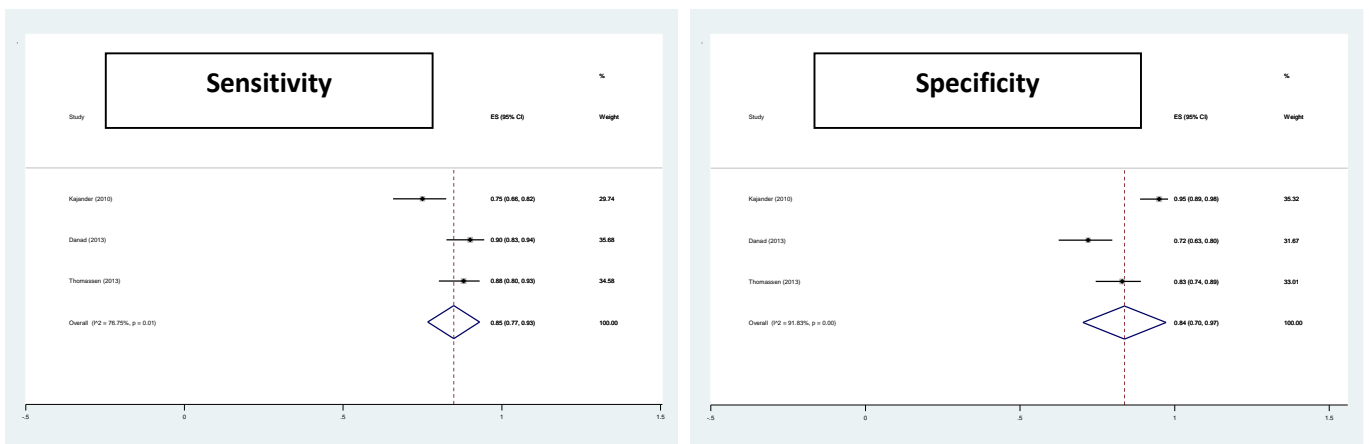 Sensitivity
%
Study ES (95% CI) Weight
Kajander (2010) 0.75 (0.66, 0.82) 29.74
Danad (2013) 0.90 (0.83, 0.94) 35.68
Thomassen (2013) 0.88 (0.80, 0.93) 34.58
Overall (I^2 = 76.75%, p = 0.01) 0.85 (0.77, 0.93) 100.00
-.5 0 .5 1 1.5
Specificity
%
Study ES (95% CI) Weight
Kajander (2010) 0.95 (0.89, 0.98) 35.32
Danad (2013) 0.72 (0.63, 0.80) 31.67
Thomassen (2013) 0.83 (0.74, 0.89) 33.01
Overall (I^2 = 91.83%, p = 0.00) 0.84 (0.70, 0.97) 100.00
-.5 0 .5 1 1.5